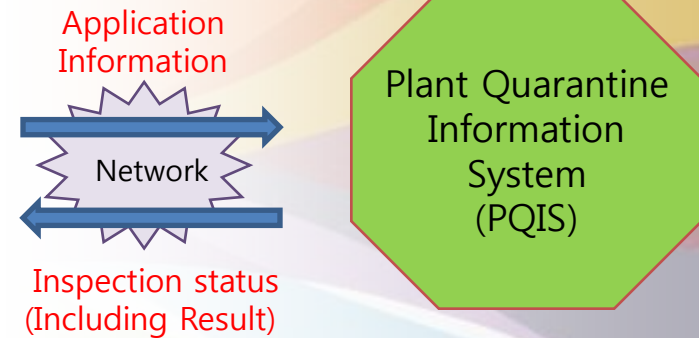 Application
Information
Network
Inspection status
(Including Result)
Plant Quarantine
Information
System
(PQIS)